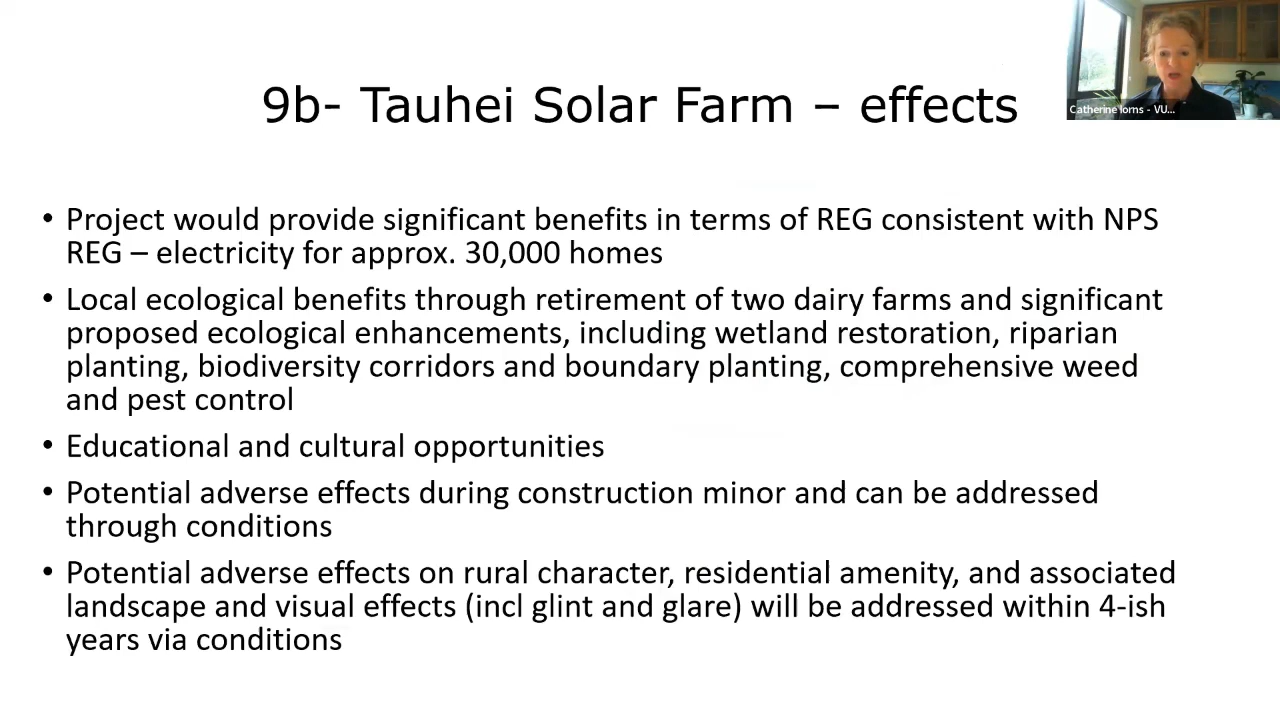 9b- Tauhei Solar Farm – effects
Catherine Iorns - VU...
• Project would provide significant benefits in terms of REG consistent with NPS
REG – electricity for approx. 30,000 homes
• Local ecological benefits through retirement of two dairy farms and significant
proposed ecological enhancements, including wetland restoration, riparian
planting, biodiversity corridors and boundary planting, comprehensive weed
and pest control
• Educational and cultural opportunities
• Potential adverse effects during construction minor and can be addressed
through conditions
• Potential adverse effects on rural character, residential amenity, and associated
landscape and visual effects (incl glint and glare) will be addressed within 4-ish
years via conditions